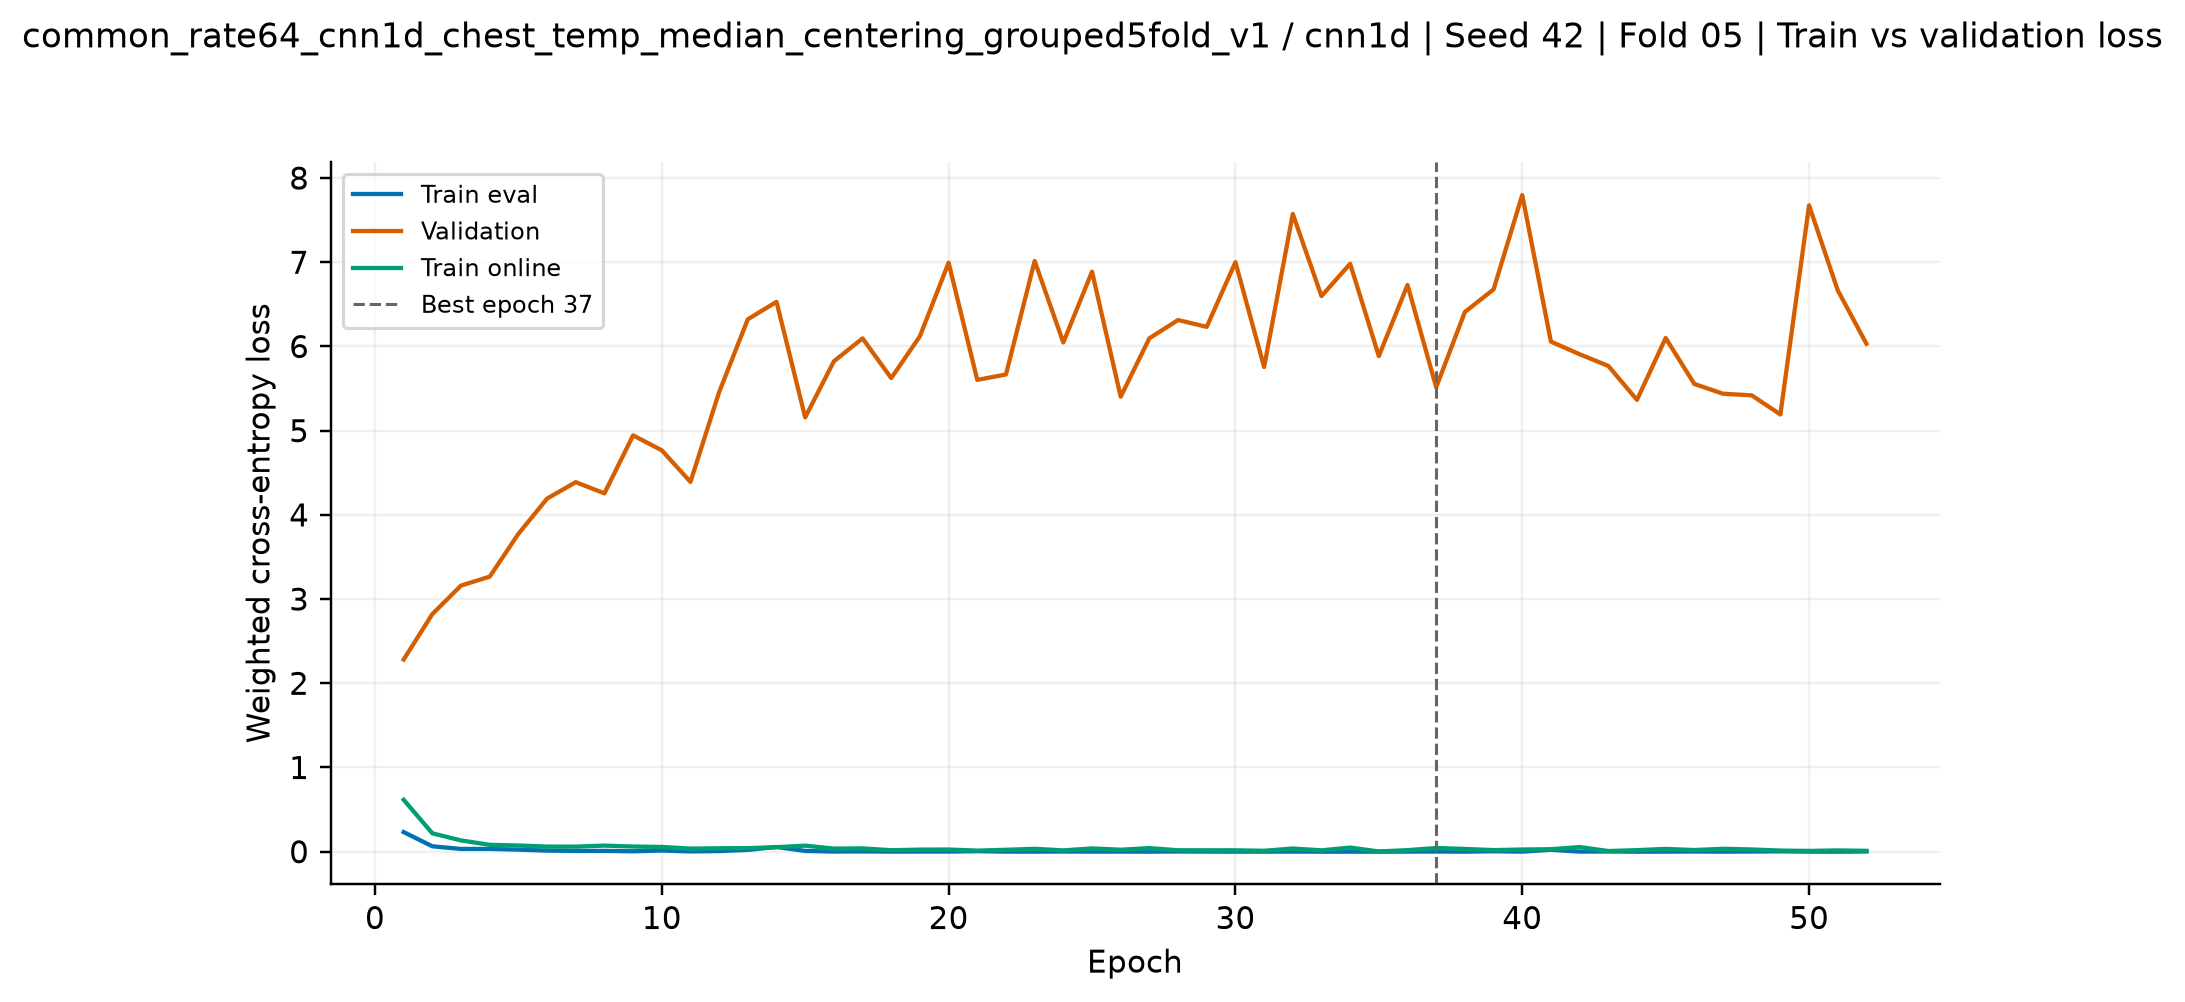 common_rate64_cnn1d_chest_temp_median_centering_grouped5fold_v1 / cnn1d | Seed 42 | Fold 05 | Train vs validation loss
Train eval
Validation
Train online
Best epoch 37
Weighted cross-entropy loss
8
7
6
5
4
3
2
1
0
0 10 20 30 40 50
Epoch